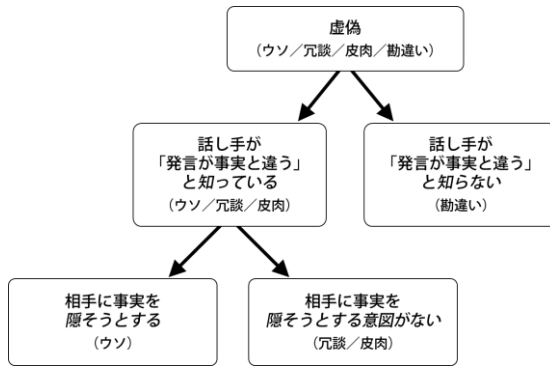 虚偽
（ウソ／冗談／皮肉／勘違い）
話し手が
「発言が事実と違う」
と知っている
（ウソ／冗談／皮肉）
話し手が
「発言が事実と違う」
と知らない
（勘違い）
相手に事実を
隠そうとする
（ウソ）
相手に事実を
隠そうとする意図がない
（冗談／皮肉）